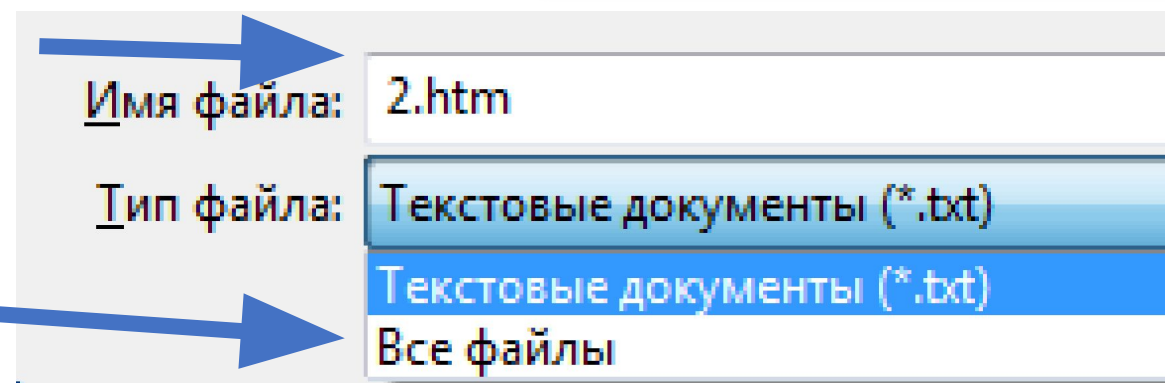 Имя файла: 2.htm
Тип файла: Текстовые документы (*.txt)
Текстовые документы (*.txt)
Все файлы